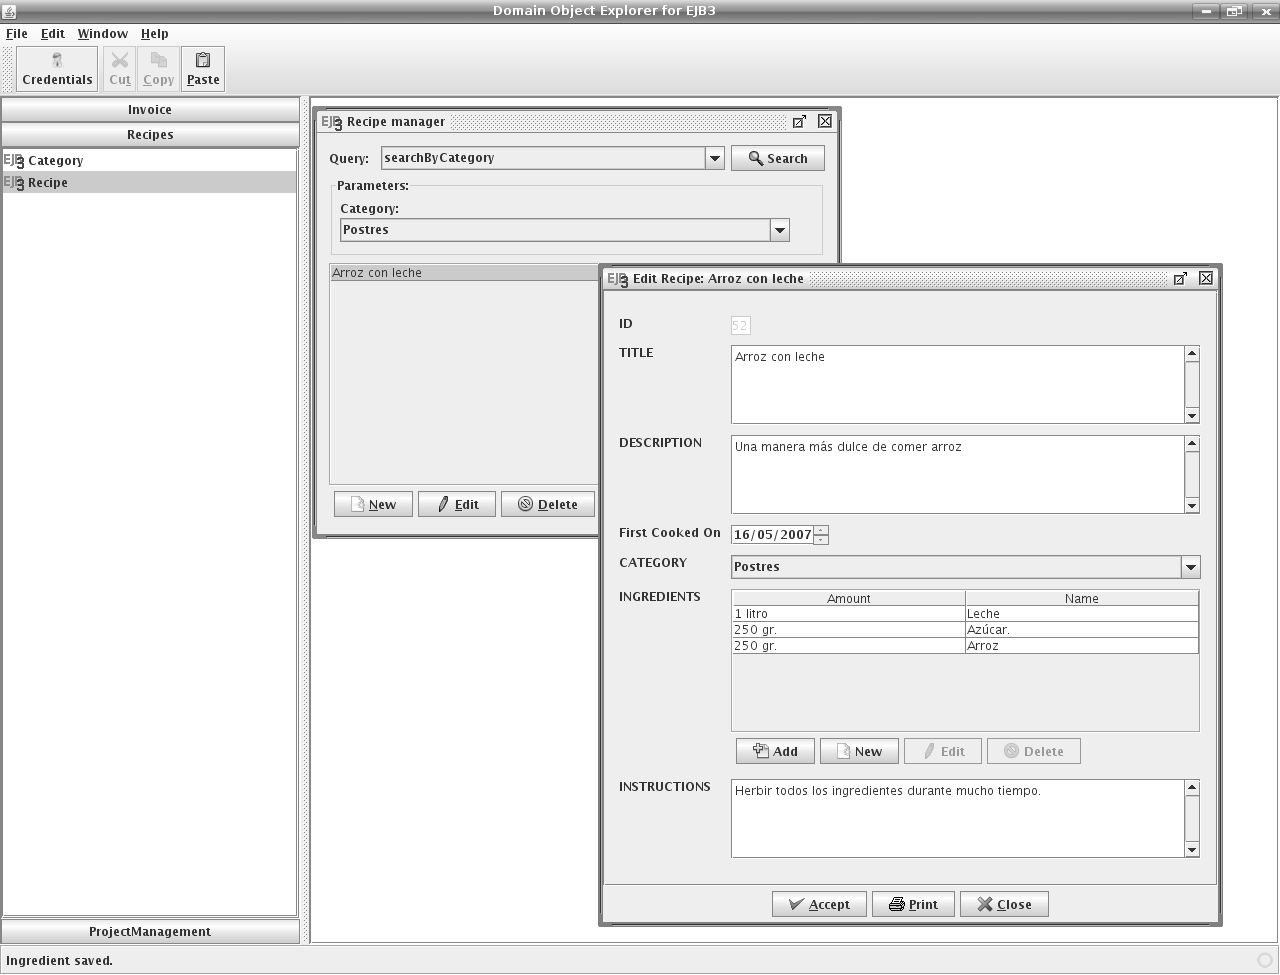 Domain Object Explorer for EJB3
File Edit Window Help
Credentials Cut Copy Paste
Invoice
Recipes
EJB3 Category
EJB3 Recipe
ProjectManagement
EJB3 Recipe manager
Query: searchByCategory Search
Parameters:
Category:
Postres
Arroz con leche
New Edit Delete
EJB3 Edit Recipe: Arroz con leche
ID 52
TITLE Arroz con leche
DESCRIPTION Una manera más dulce de comer arroz
First Cooked On 16/05/2007
CATEGORY Postres
INGREDIENTS Amount Name
1 litro Leche
250 gr. Azúcar.
250 gr. Arroz
Add New Edit Delete
INSTRUCTIONS Herbir todos los ingredientes durante mucho tiempo.
Accept Print Close
Ingredient saved.